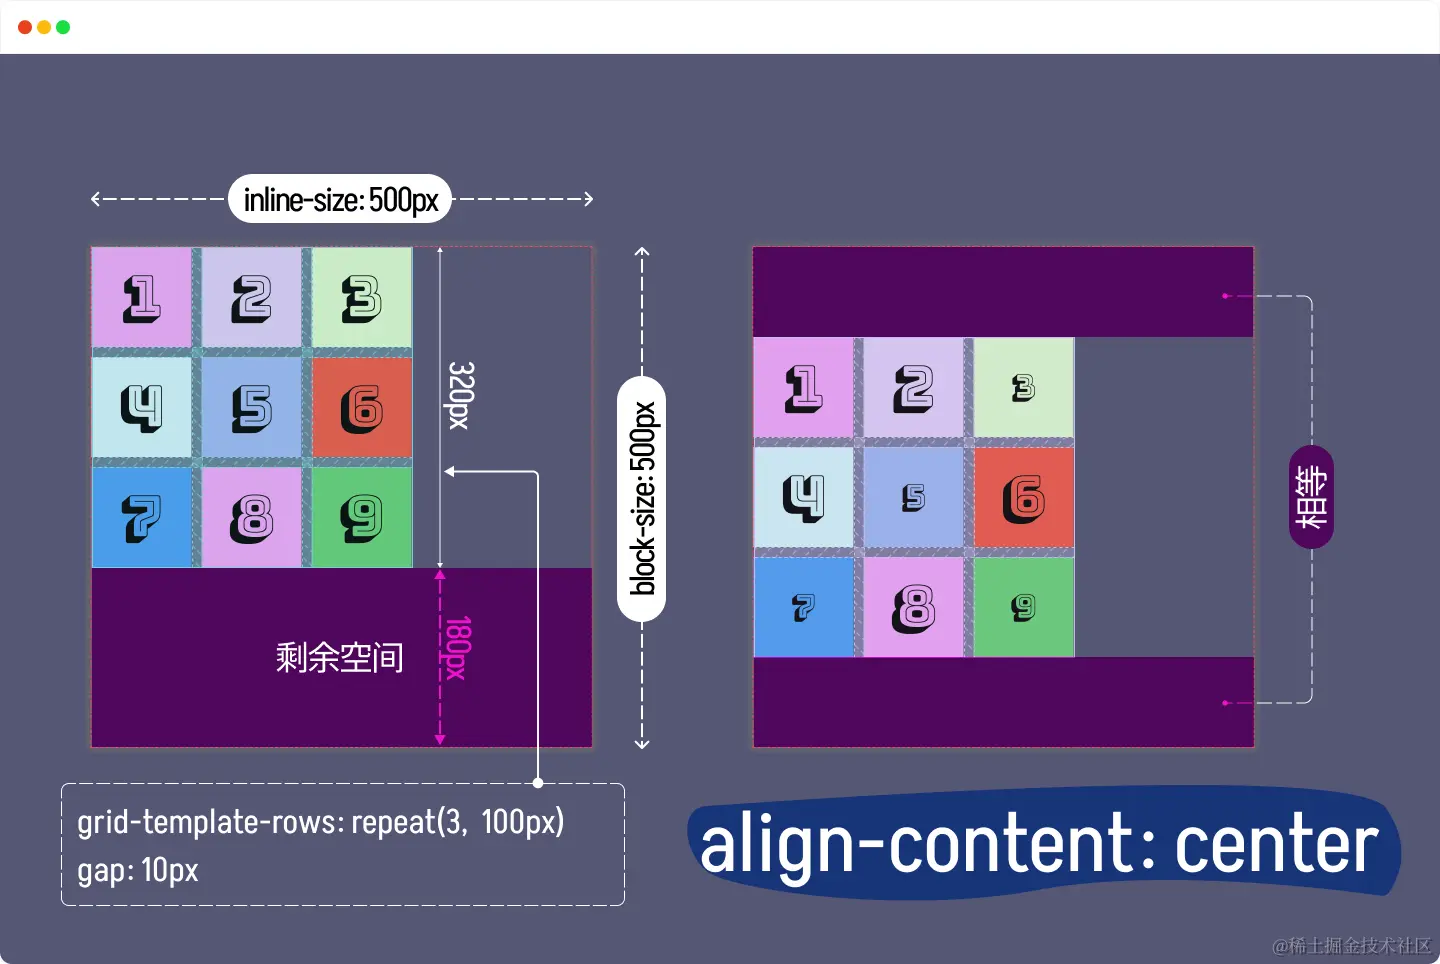 inline-size: 500px
1 2 3
4 5 6
7 8 9
320px
180px
剩余空间
block-size: 500px
grid-template-rows: repeat(3, 100px)
gap: 10px
1 2 3
4 5 6
7 8 9
相等
align-content: center
@稀土掘金技术社区